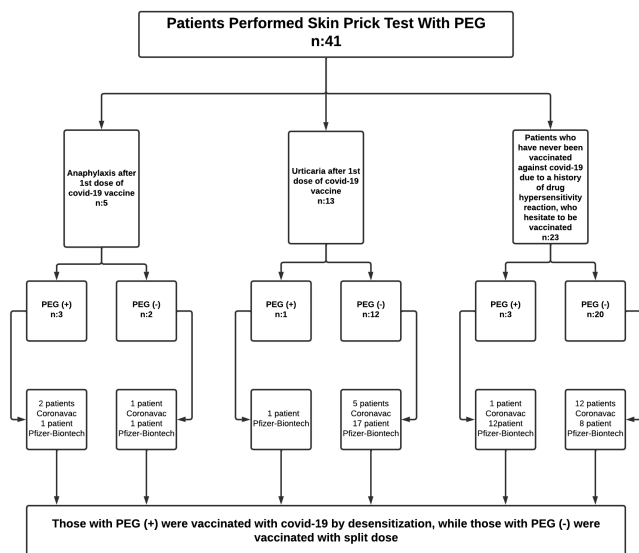 Patients Performed Skin Prick Test With PEG
n:41
Anaphylaxis after
1st dose of
covid-19 vaccine
n:5
Urticaria after 1st
dose of covid-19
vaccine
n:13
Patients who
have never been
vaccinated
against covid-19
due to a history
of drug
hypersensitivity
reaction, who
hesitate to be
vaccinated
n:23
PEG (+)
n:3
PEG (-)
n:2
PEG (+)
n:1
PEG (-)
n:12
PEG (+)
n:3
PEG (-)
n:20
2 patients
Coronavac
1 patient
Pfizer-Biontech
1 patient
Coronavac
1 patient
Pfizer-Biontech
1 patient
Pfizer-Biontech
5 patients
Coronavac
17 patient
Pfizer-Biontech
1 patient
Coronavac
12patient
Pfizer-Biontech
12 patients
Coronavac
8 patient
Pfizer-Biontech
Those with PEG (+) were vaccinated with covid-19 by desensitization, while those with PEG (-) were
vaccinated with split dose